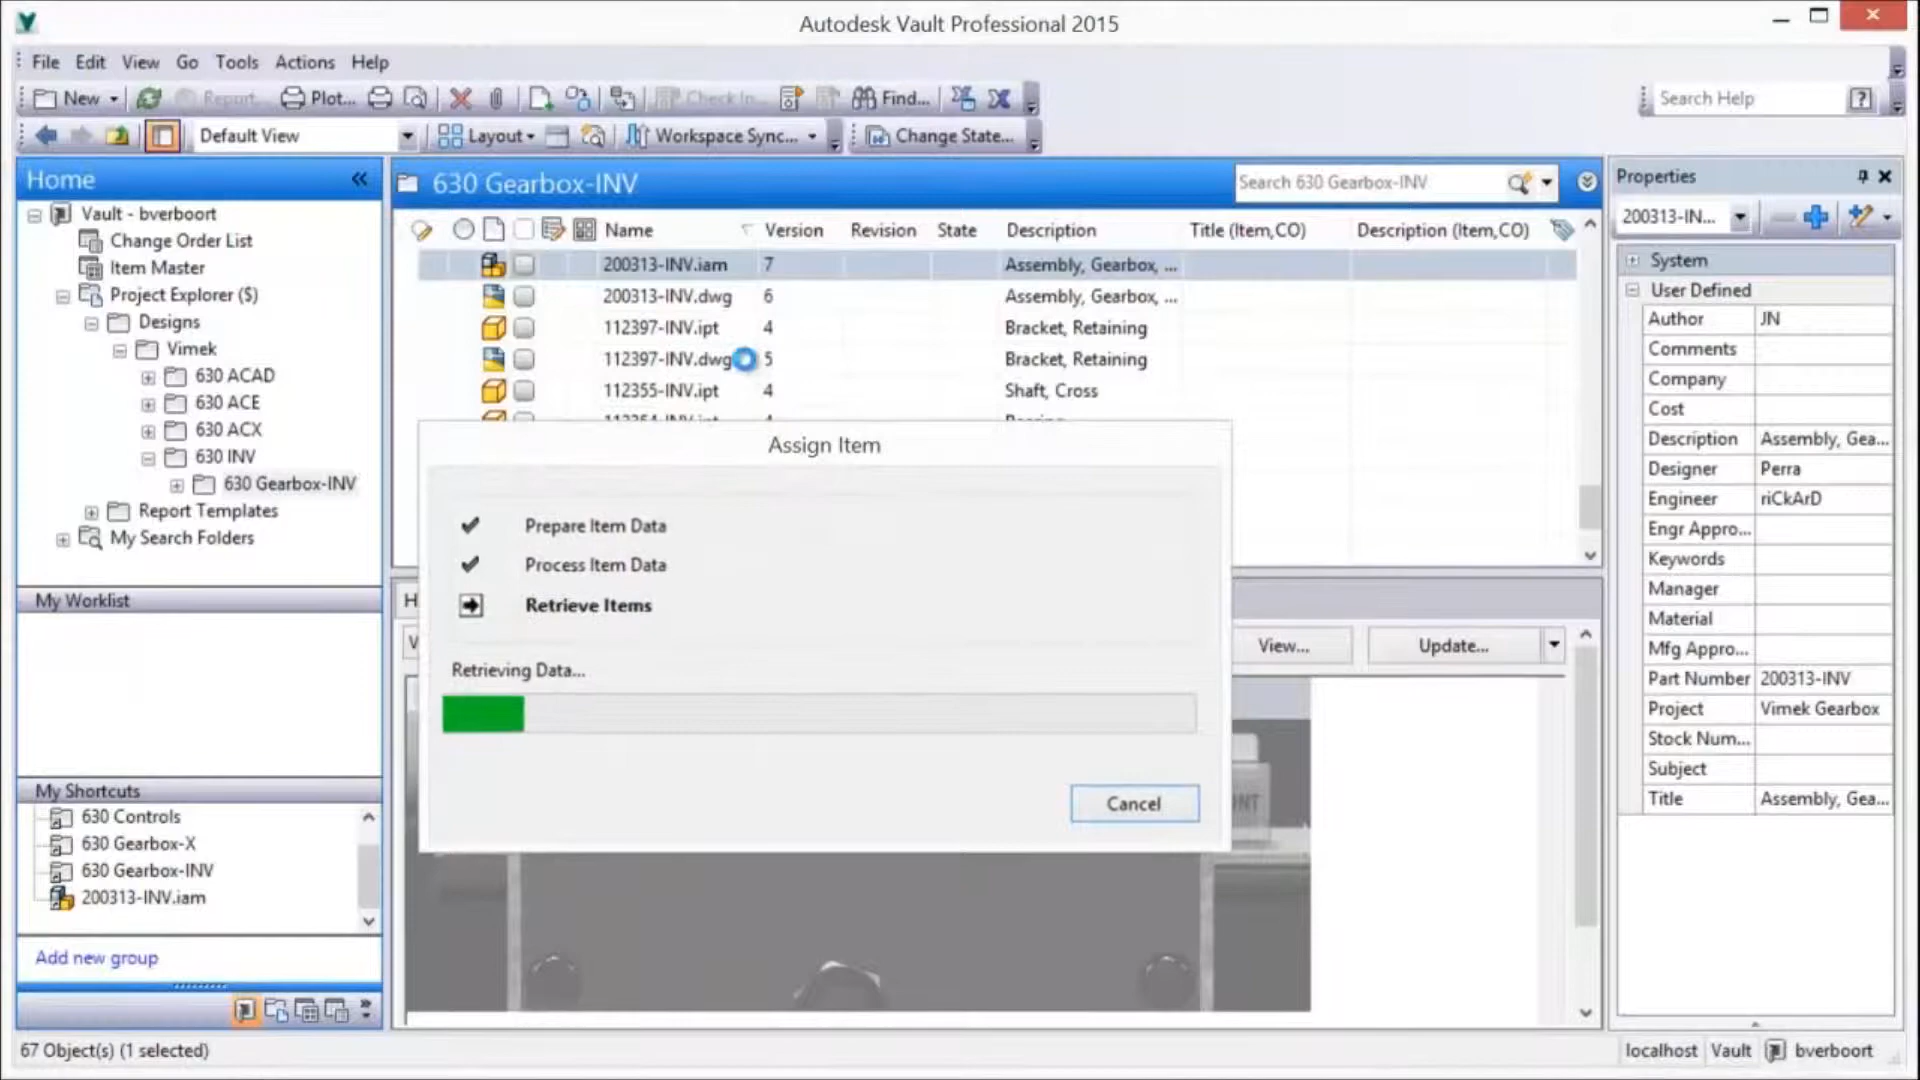 Autodesk Vault Professional 2015
File Edit View Go Tools Actions Help
New Report... Plot... Check In... Find... Search Help
Default View Layout Workspace Sync... Change State...
Home
Vault - bverboort
Change Order List
Item Master
Project Explorer ($)
Designs
Vimek
630 ACAD
630 ACE
630 ACX
630 INV
630 Gearbox-INV
Report Templates
My Search Folders
My Worklist
My Shortcuts
630 Controls
630 Gearbox-X
630 Gearbox-INV
200313-INV.iam
Add new group
630 Gearbox-INV Search 630 Gearbox-INV
Name Version Revision State Description Title (Item,CO) Description (Item,CO)
200313-INV.iam 7 Assembly, Gearbox, ...
200313-INV.dwg 6 Assembly, Gearbox, ...
112397-INV.ipt 4 Bracket, Retaining
112397-INV.dwg 5 Bracket, Retaining
112355-INV.ipt 4 Shaft, Cross
Assign Item
Prepare Item Data
Process Item Data
Retrieve Items
Retrieving Data...
Cancel
View... Update...
Properties
200313-IN...
System
User Defined
Author JN
Comments
Company
Cost
Description Assembly, Gea...
Designer Perra
Engineer riCkArD
Engr Appro...
Keywords
Manager
Material
Mfg Appro...
Part Number 200313-INV
Project Vimek Gearbox
Stock Num...
Subject
Title Assembly, Gea...
67 Object(s) (1 selected)
localhost Vault bverboort